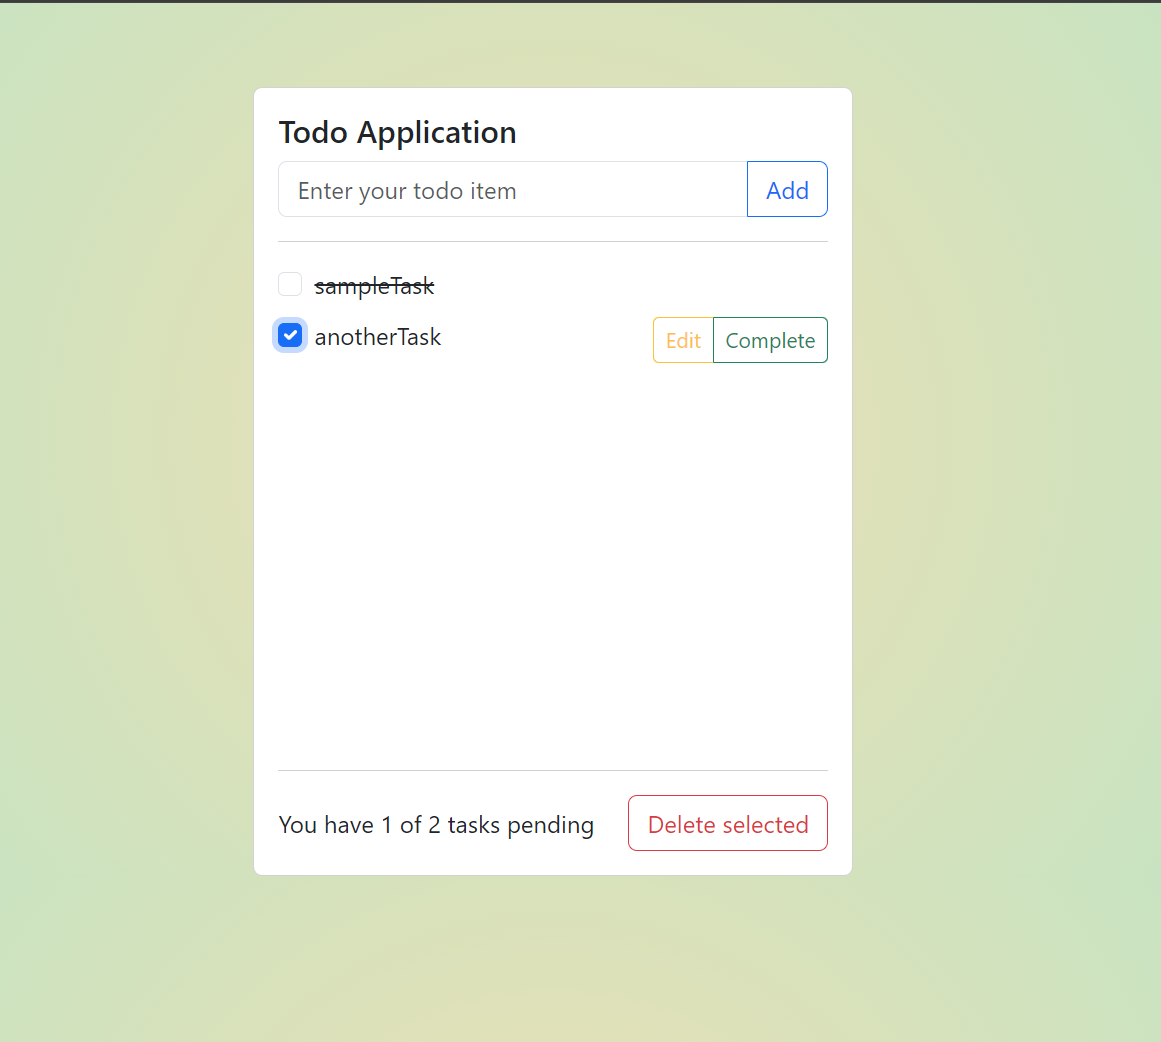 Todo Application
Enter your todo item Add
sampleTask
anotherTask Edit Complete
You have 1 of 2 tasks pending Delete selected